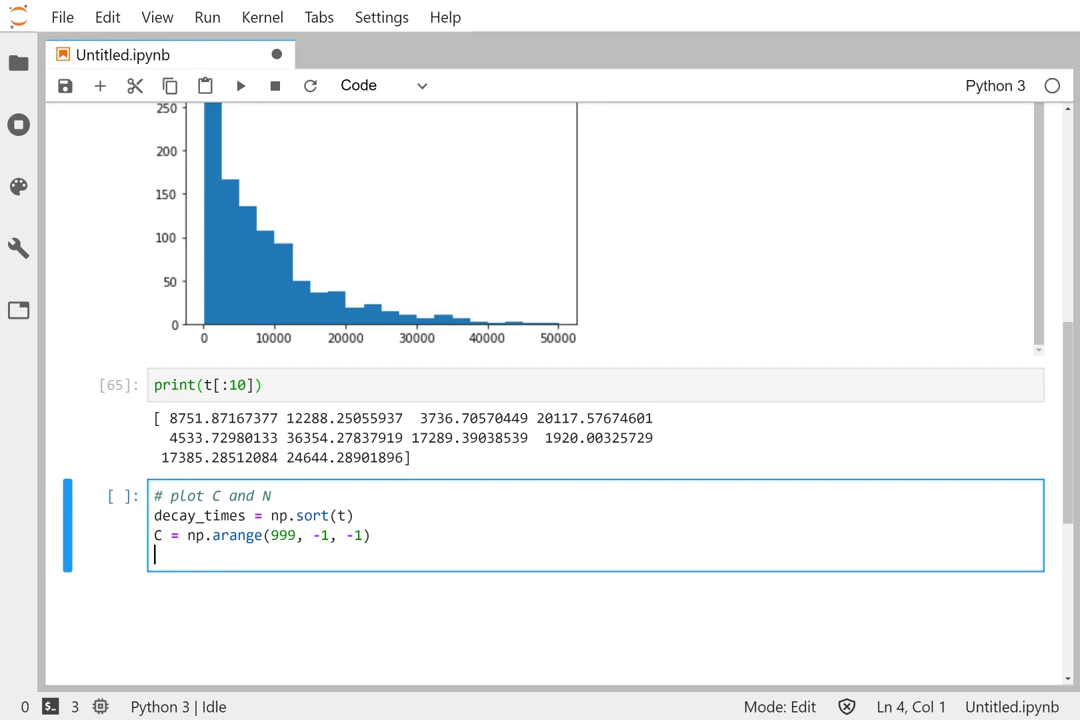 File Edit View Run Kernel Tabs Settings Help
Untitled.ipynb
Code
Python 3
250
200
150
100
50
0
0 10000 20000 30000 40000 50000
[65]: print(t[:10])
[ 8751.87167377 12288.25055937  3736.70570449 20117.57674601
4533.72980133 36354.27837919 17289.39038539  1920.00325729
17385.28512084 24644.28901896]
[ ]: # plot C and N
decay_times = np.sort(t)
C = np.arange(999, -1, -1)
0 $_ 3 Python 3 | Idle Mode: Edit Ln 4, Col 1 Untitled.ipynb